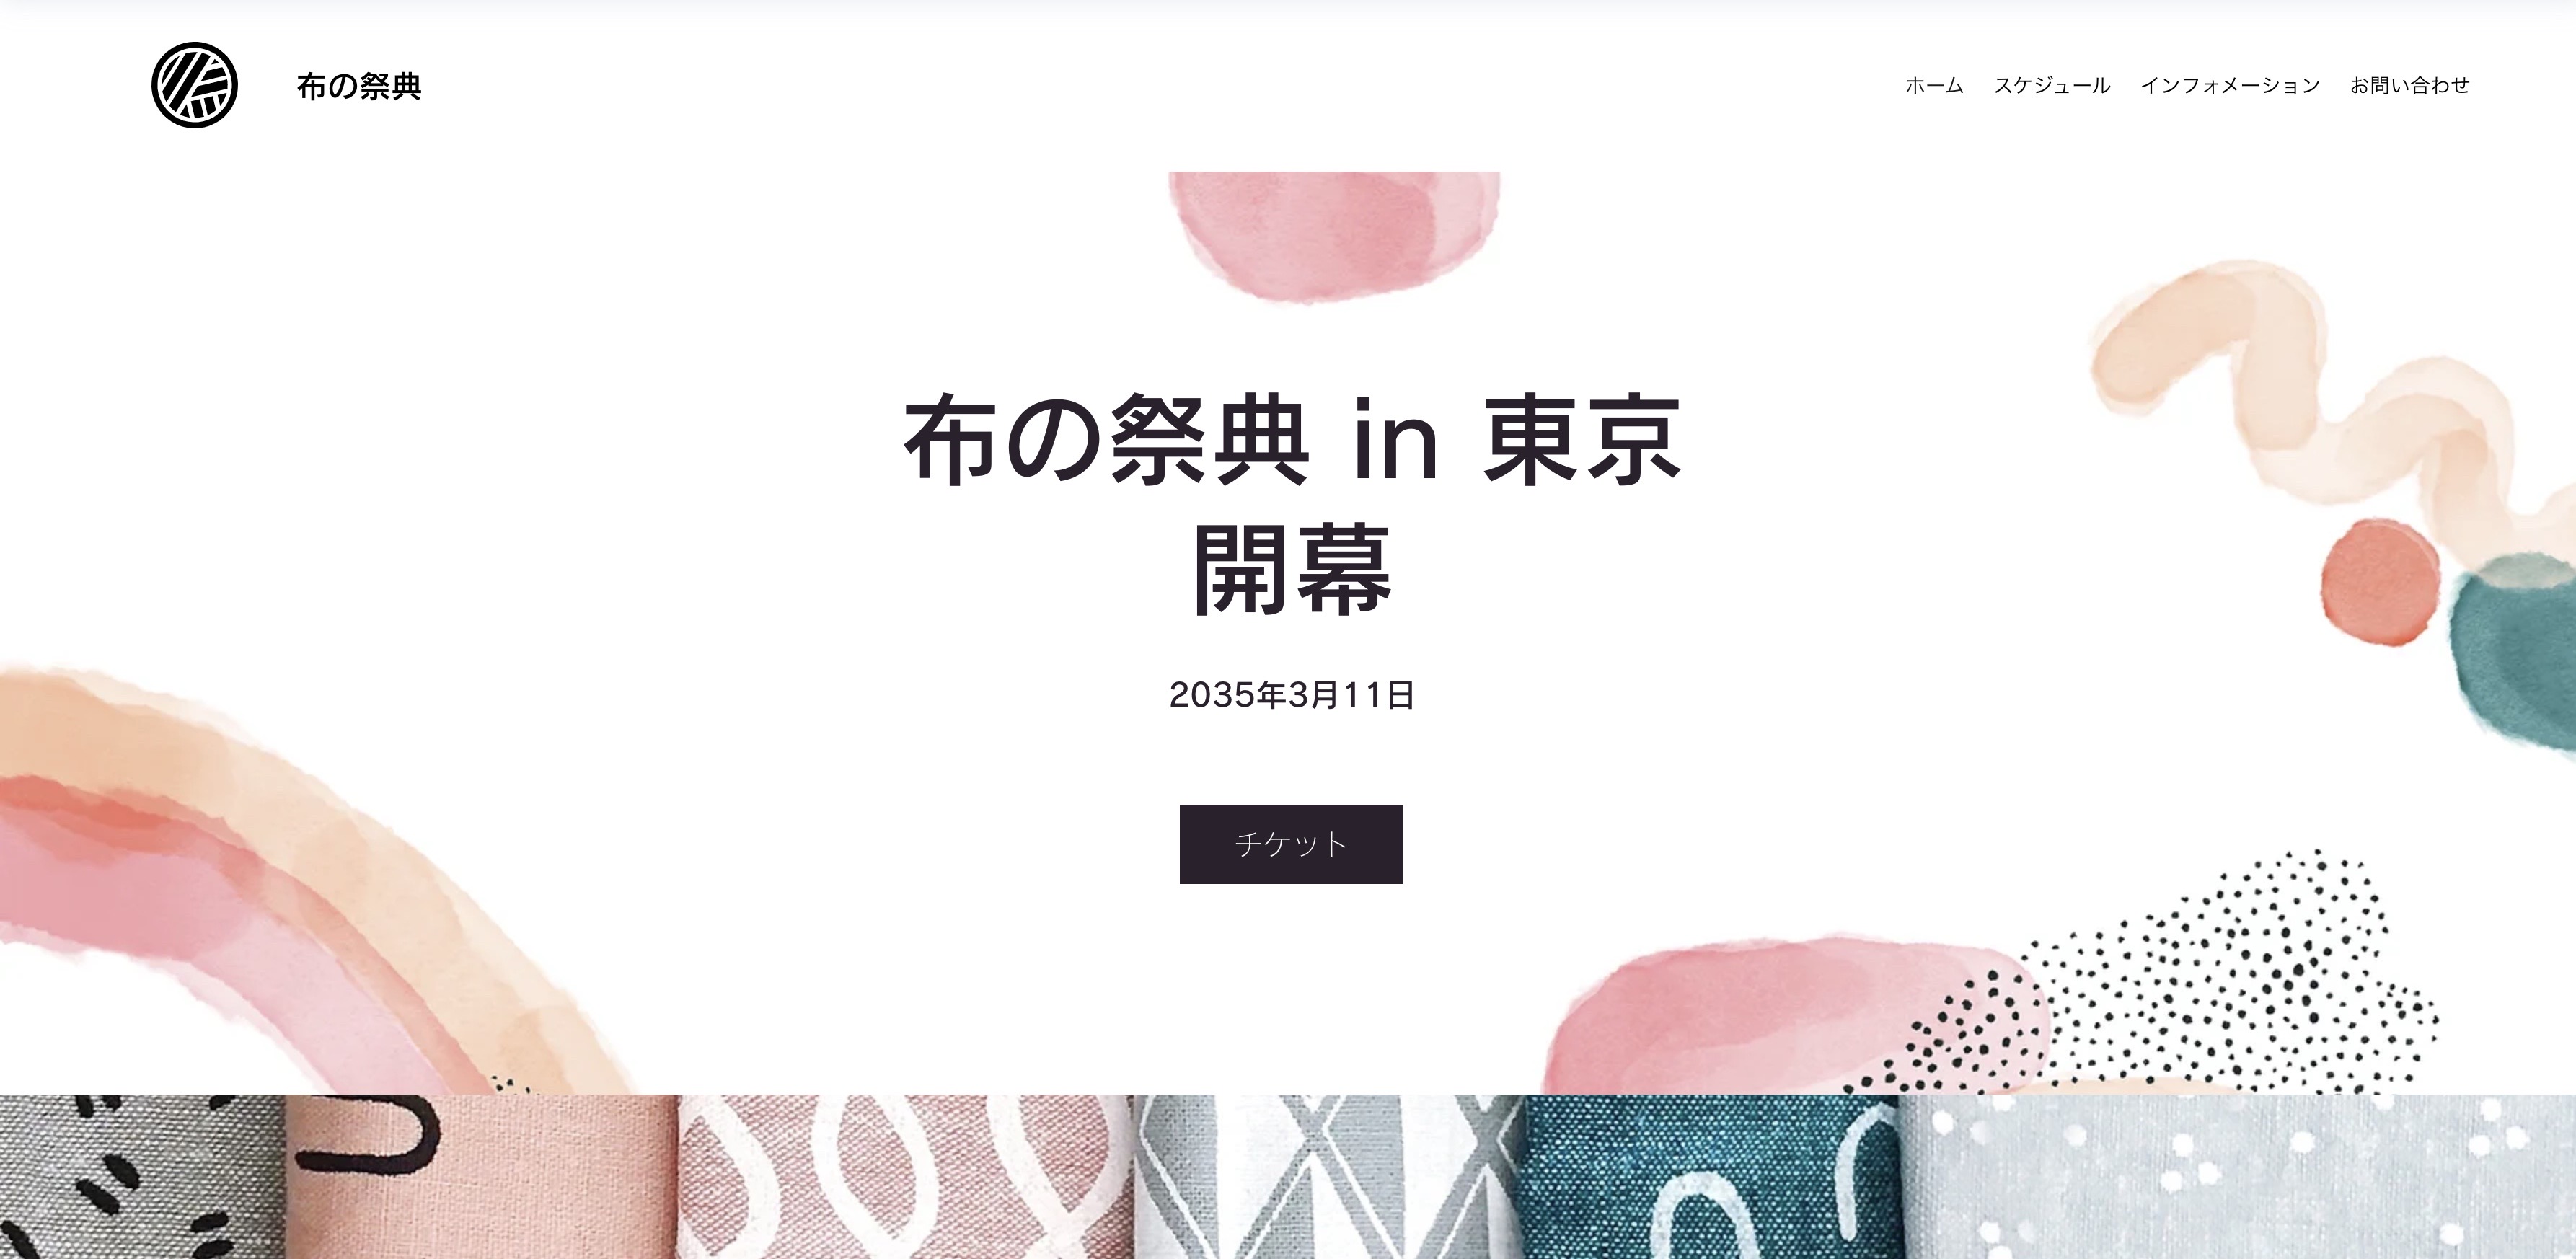 布の祭典
ホーム スケジュール インフォメーション お問い合わせ
布の祭典 in 東京
開幕
2035年3月11日
チケット